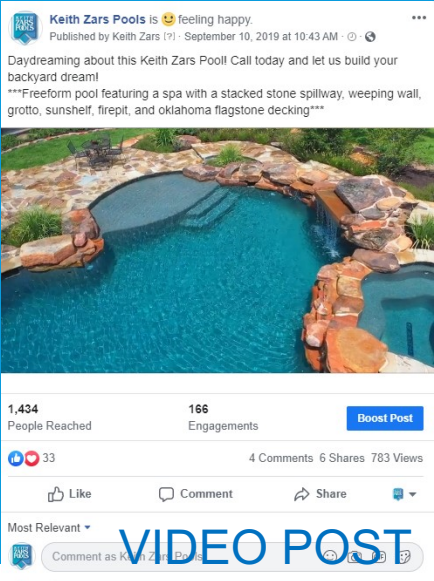 Keith Zars Pools is feeling happy.
Published by Keith Zars [?] · September 10, 2019 at 10:43 AM ·
Daydreaming about this Keith Zars Pool! Call today and let us build your
backyard dream!
***Freeform pool featuring a spa with a stacked stone spillway, weeping wall,
grotto, sunshelf, firepit, and oklahoma flagstone decking***
1,434
People Reached
166
Engagements
Boost Post
33
4 Comments 6 Shares 783 Views
Like
Comment
Share
Most Relevant
Comment as Keith Zars Pools
VIDEO POST